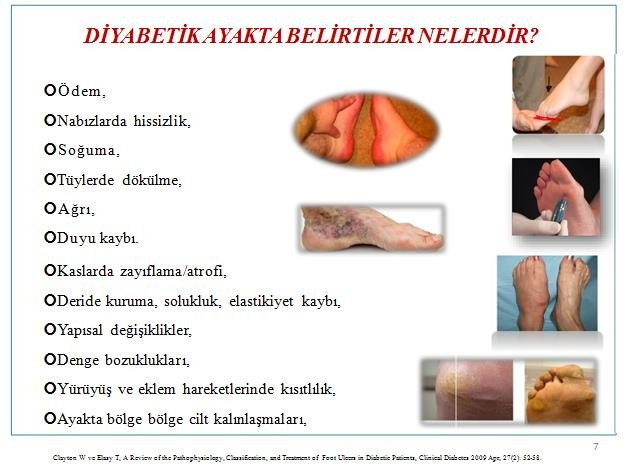 DİYABETİK AYAKTA BELİRTİLER NELERDİR?
Ödem,
Nabızlarda hissizlik,
Soğuma,
Tüylerde dökülme,
Ağrı,
Duyu kaybı.
Kaslarda zayıflama/atrofi,
Deride kuruma, solukluk, elastikiyet kaybı,
Yapısal değişiklikler,
Denge bozuklukları,
Yürüyüş ve eklem hareketlerinde kısıtlılık,
Ayakta bölge bölge cilt kalınlaşmaları,
7
Clayton W ve Elasy T, A Review of the Pathophysiology, Classification, and Treatment of Foot Ulcers in Diabetic Patients, Clinical Diabetes 2009 Age, 27(2): 52-58.